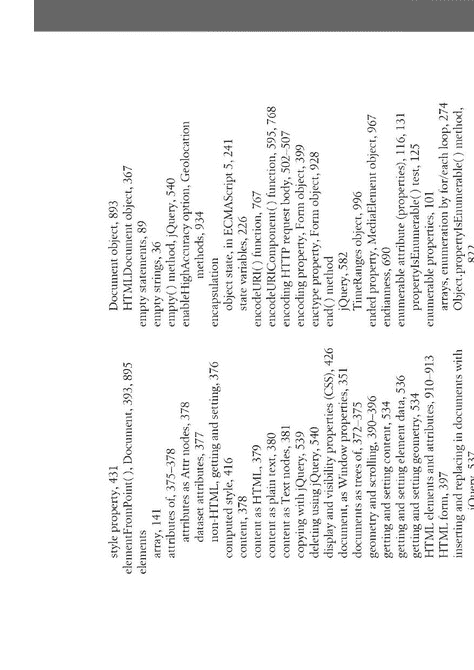 style property, 431
elementFromPoint( ), Document, 393, 895
elements
array, 141
attributes of, 375–378
attributes as Attr nodes, 378
dataset attributes, 377
non-HTML, getting and setting, 376
computed style, 416
content, 378
content as HTML, 379
content as plain text, 380
content as Text nodes, 381
copying with jQuery, 539
deleting using jQuery, 540
display and visibility properties (CSS), 426
document, as Window properties, 351
documents as trees of, 372–375
geometry and scrolling, 390–396
getting and setting content, 534
getting and setting element data, 536
getting and setting geometry, 534
HTML elements and attributes, 910–913
HTML form, 397
inserting and replacing in documents with
jQuery, 537
Document object, 893
HTMLDocument object, 367
empty statements, 89
empty strings, 36
empty( ) method, jQuery, 540
enableHighAccuracy option, Geolocation
methods, 934
encapsulation
object state, in ECMAScript 5, 241
state variables, 226
encodeURI( ) function, 767
encodeURIComponent( ) function, 595, 768
encoding HTTP request body, 502–507
encoding property, Form object, 399
enctype property, Form object, 928
end( ) method
jQuery, 582
TimeRanges object, 996
ended property, MediaElement object, 967
endianness, 690
enumerable attribute (properties), 116, 131
propertyIsEnumerable( ) test, 125
enumerable properties, 101
arrays, enumeration by for/each loop, 274
Object.propertyIsEnumerable( ) method,
822